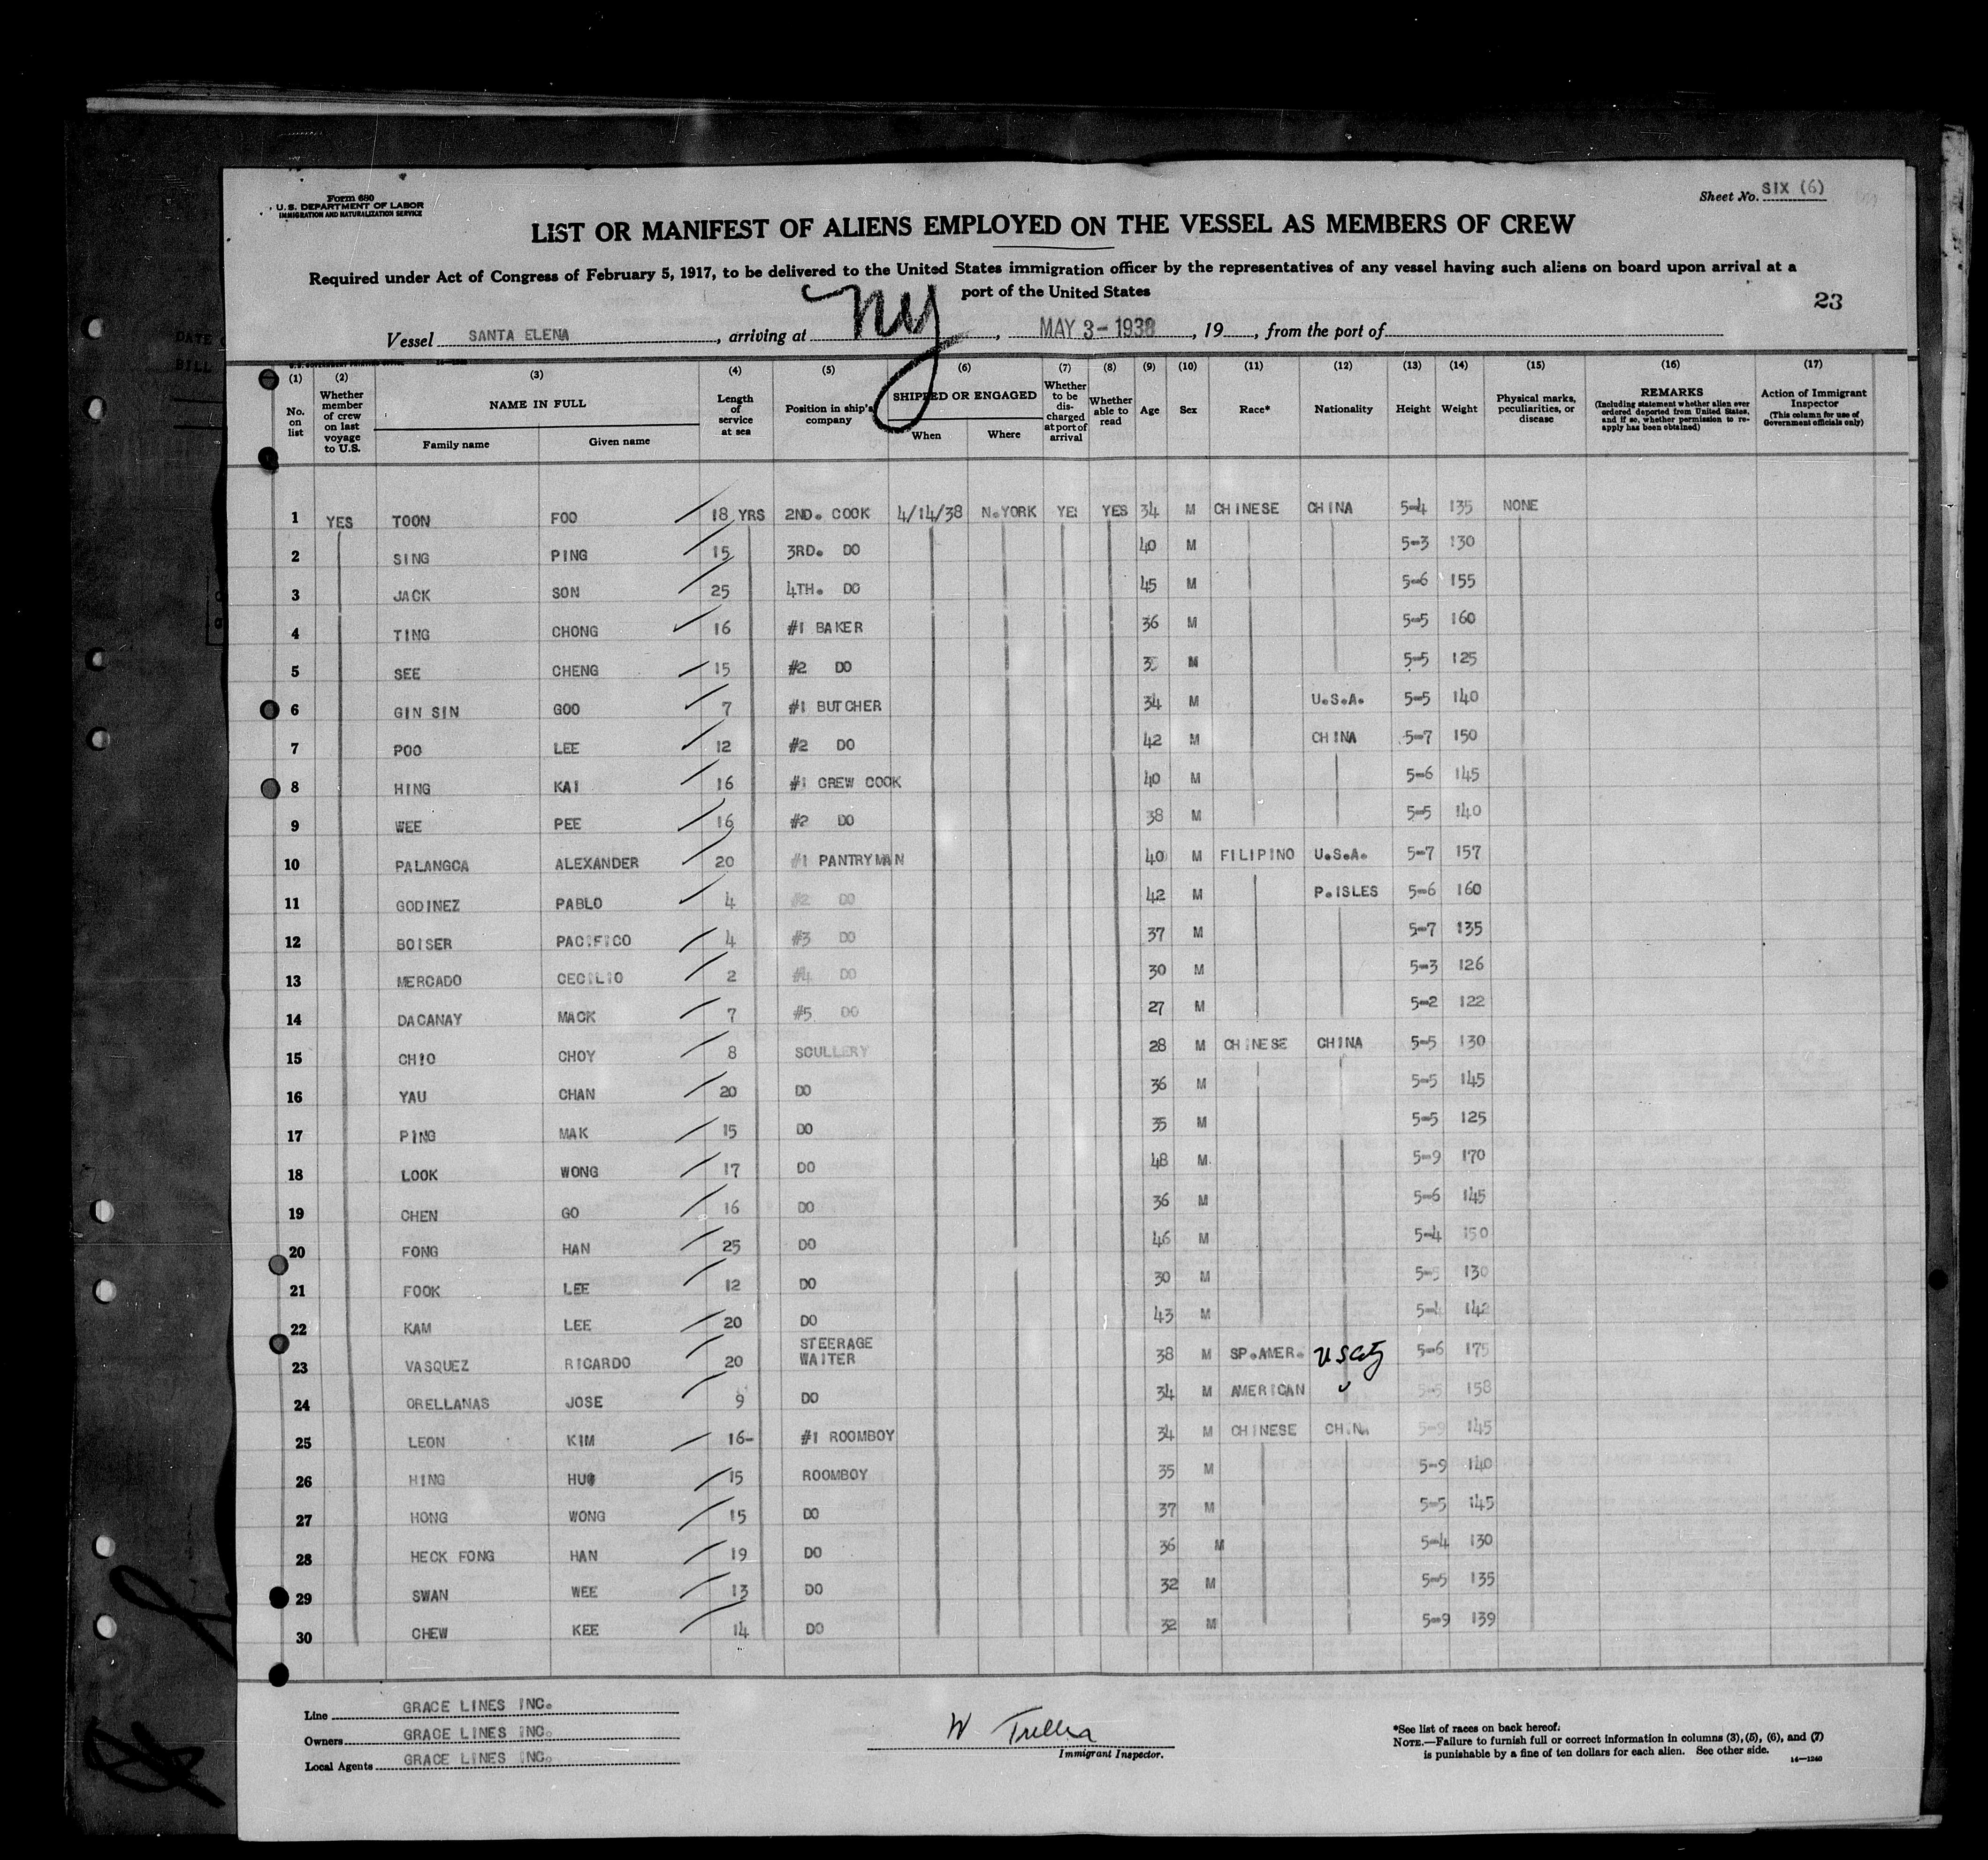 Form 680
U.S. DEPARTMENT OF LABOR
IMMIGRATION AND NATURALIZATION SERVICE
Sheet No. SIX (6)
LIST OR MANIFEST OF ALIENS EMPLOYED ON THE VESSEL AS MEMBERS OF CREW
Required under Act of Congress of February 5, 1917, to be delivered to the United States immigration officer by the representatives of any vessel having such aliens on board upon arrival at a
port of the United States
23
Vessel SANTA ELENA, arriving at NY, MAY 3-1938, 19, from the port of
(1) (2) (3) (4) (5) (6) (7) (8) (9) (10) (11) (12) (13) (14) (15) (16) (17)
No. on list
Whether member of crew on last voyage to U.S.
NAME IN FULL
Family name Given name
Length of service at sea
Position in ship's company
SHIPPED OR ENGAGED
When Where
Whether to be discharged at port of arrival
Whether able to read
Age
Sex
Race*
Nationality
Height
Weight
Physical marks, peculiarities, or disease
REMARKS
(Including statement whether alien ever ordered deported from United States, and if so, whether permission to re-apply has been obtained)
Action of Immigrant Inspector
(This column for use of Government officials only)
1 YES TOON FOO 18 YRS 2ND. COOK 4/14/38 N.YORK YE YES 34 M CHINESE CHINA 5-4 135 NONE
2 SING PING 15 3RD. DO 40 M 5-3 130
3 JACK SON 25 4TH. DO 45 M 5-6 155
4 TING CHONG 16 #1 BAKER 36 M 5-5 160
5 SEE CHENG 15 #2 DO 35 M 5-5 125
6 GIN SIN GOO 7 #1 BUTCHER 34 M U.S.A. 5-5 140
7 POO LEE 12 #2 DO 42 M CHINA 5-7 150
8 HING KAI 16 #1 CREW COOK 40 M 5-6 145
9 WEE PEE 16 #2 DO 38 M 5-5 140
10 PALANGCA ALEXANDER 20 #1 PANTRYMAN 40 M FILIPINO U.S.A. 5-7 157
11 GODINEZ PABLO 4 #2 DO 42 M P.ISLES 5-6 160
12 BOISER PACIFICO 4 #3 DO 37 M 5-7 135
13 MERCADO CECILIO 2 #4 DO 30 M 5-3 126
14 DACANAY MACK 7 #5 DO 27 M 5-2 122
15 CHIO CHOY 8 SCULLERY 28 M CHINESE CHINA 5-5 130
16 YAU CHAN 20 DO 36 M 5-5 145
17 PING MAK 15 DO 35 M 5-5 125
18 LOOK WONG 17 DO 48 M 5-9 170
19 CHEN GO 16 DO 36 M 5-6 145
20 FONG HAN 25 DO 46 M 5-4 150
21 FOOK LEE 12 DO 30 M 5-5 130
22 KAM LEE 20 DO 43 M 5-4 142
23 VASQUEZ RICARDO 20 STEERAGE WAITER 38 M SP.AMER. US Ctz 5-6 175
24 ORELLANAS JOSE 9 DO 34 M AMERICAN 5-5 158
25 LEON KIM 16- #1 ROOMBOY 34 M CHINESE CHINA 5-9 145
26 HING 15 ROOMBOY 35 M 5-9 140
27 HONG WONG 15 DO 37 M 5-5 145
28 HECK FONG HAN 19 DO 36 M 5-4 130
29 SWAN WEE 13 DO 32 M 5-5 135
30 CHEW KEE 14 DO 32 M 5-9 139
Line GRACE LINES INC.
Owners GRACE LINES INC.
Local Agents GRACE LINES INC.
W
Immigrant Inspector.
*See list of races on back hereof.
NOTE.—Failure to furnish full or correct information in columns (3), (5), (6), and (7)
is punishable by a fine of ten dollars for each alien. See other side.
14—1240